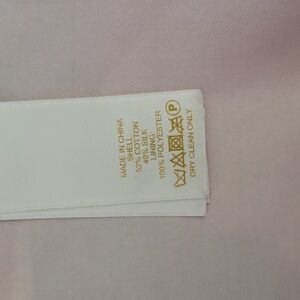 MADE IN CHINA
SHELL:
52% COTTON
48% SILK
LINING:
100% POLYESTER
P
DRY CLEAN ONLY